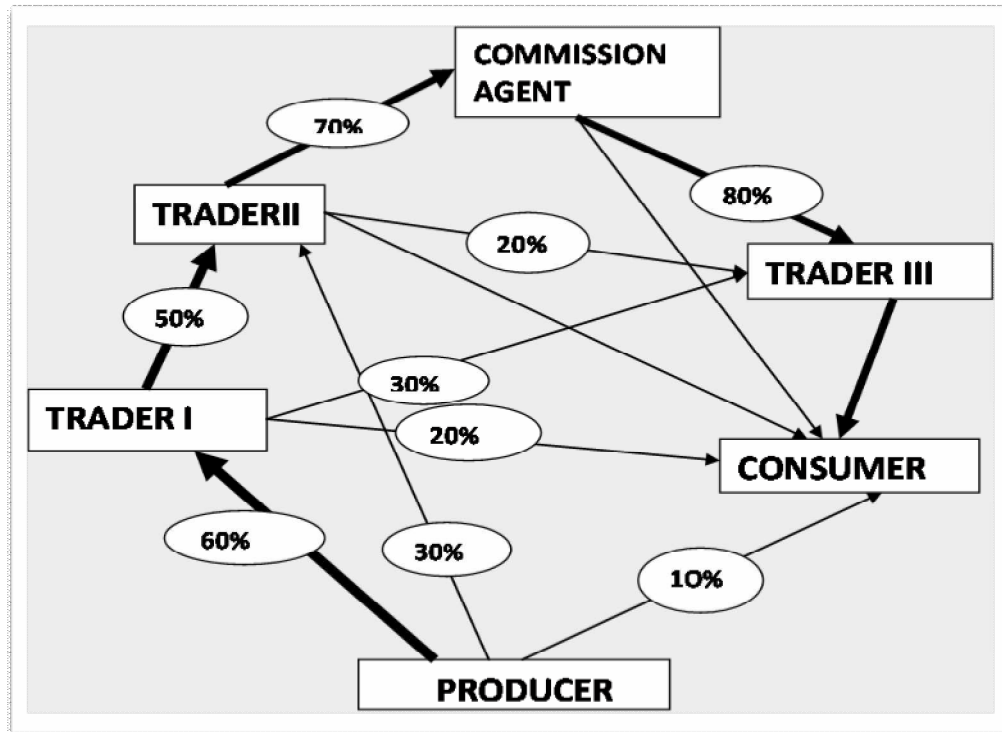 COMMISSION
AGENT
70%
80%
TRADERII
20%
TRADER III
50%
30%
TRADER I
20%
CONSUMER
60%
30%
10%
PRODUCER